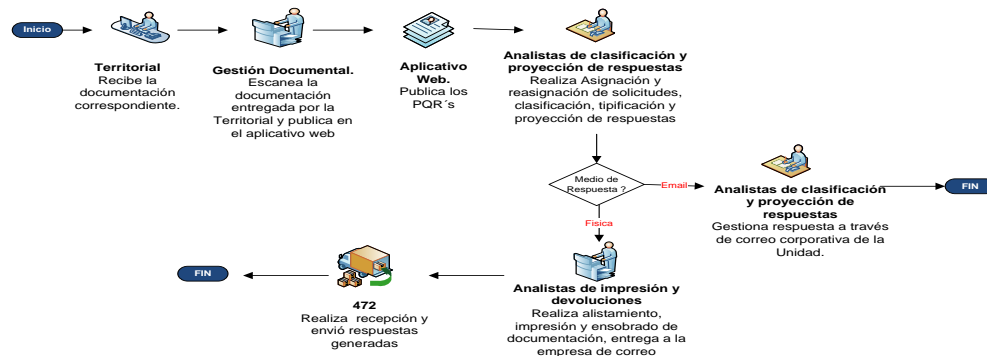 Inicio
Territorial
Recibe la
documentación
correspondiente.
Gestión Documental.
Escanea la
documentación
entregada por la
Territorial y publica en
el aplicativo web
Aplicativo
Web.
Publica los
PQR´s
Analistas de clasificación y
proyección de respuestas
Realiza Asignación y
reasignación de solicitudes,
clasificación, tipificación y
proyección de respuestas
Medio de
Respuesta ?
Email
Analistas de clasificación
y proyección de
respuestas
Gestiona respuesta a través
de correo corporativa de la
Unidad.
FIN
Fisica
Analistas de impresión y
devoluciones
Realiza alistamiento,
impresión y ensobrado de
documentación, entrega a la
empresa de correo
472
Realiza recepción y
envió respuestas
generadas
FIN